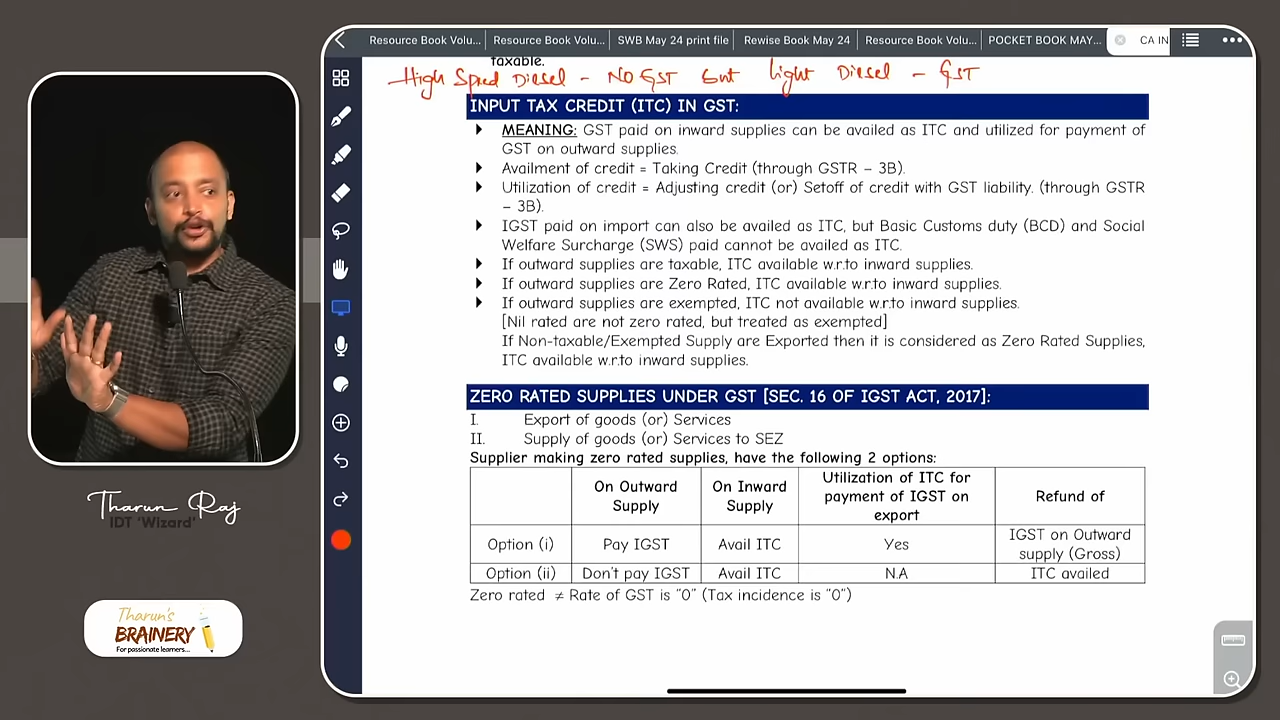 Resource Book Volu...
Resource Book Volu...
SWB May 24 print file
Rewise Book May 24
Resource Book Volu...
POCKET BOOK MAY...
CA IN
taxable.
High Speed Diesel - NO GST but Light Diesel - GST
INPUT TAX CREDIT (ITC) IN GST:
MEANING: GST paid on inward supplies can be availed as ITC and utilized for payment of
GST on outward supplies.
Availment of credit = Taking Credit (through GSTR – 3B).
Utilization of credit = Adjusting credit (or) Setoff of credit with GST liability. (through GSTR
– 3B).
IGST paid on import can also be availed as ITC, but Basic Customs duty (BCD) and Social
Welfare Surcharge (SWS) paid cannot be availed as ITC.
If outward supplies are taxable, ITC available w.r.to inward supplies.
If outward supplies are Zero Rated, ITC available w.r.to inward supplies.
If outward supplies are exempted, ITC not available w.r.to inward supplies.
[Nil rated are not zero rated, but treated as exempted]
If Non-taxable/Exempted Supply are Exported then it is considered as Zero Rated Supplies,
ITC available w.r.to inward supplies.
ZERO RATED SUPPLIES UNDER GST [SEC. 16 OF IGST ACT, 2017]:
I. Export of goods (or) Services
II. Supply of goods (or) Services to SEZ
Supplier making zero rated supplies, have the following 2 options:
On Outward
Supply
On Inward
Supply
Utilization of ITC for
payment of IGST on
export
Refund of
Option (i) Pay IGST Avail ITC Yes IGST on Outward
supply (Gross)
Option (ii) Don't pay IGST Avail ITC N.A ITC availed
Zero rated ≠ Rate of GST is "0" (Tax incidence is "0")
Tharun Raj
IDT 'Wizard'
Tharun's
BRAINERY
For passionate learners...